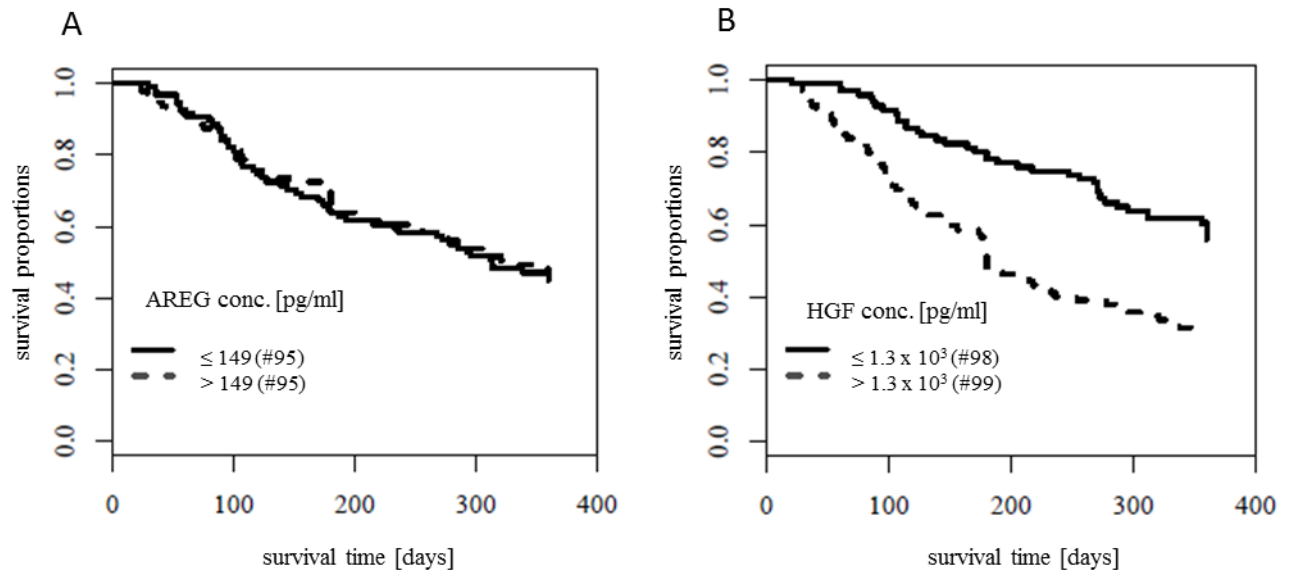 A
survival proportions
1.0
0.8
0.6
0.4
0.2
0.0
AREG conc. [pg/ml]
≤ 149 (#95)
> 149 (#95)
0 100 200 300 400
survival time [days]
B
survival proportions
1.0
0.8
0.6
0.4
0.2
0.0
HGF conc. [pg/ml]
≤ 1.3 x 10³ (#98)
> 1.3 x 10³ (#99)
0 100 200 300 400
survival time [days]